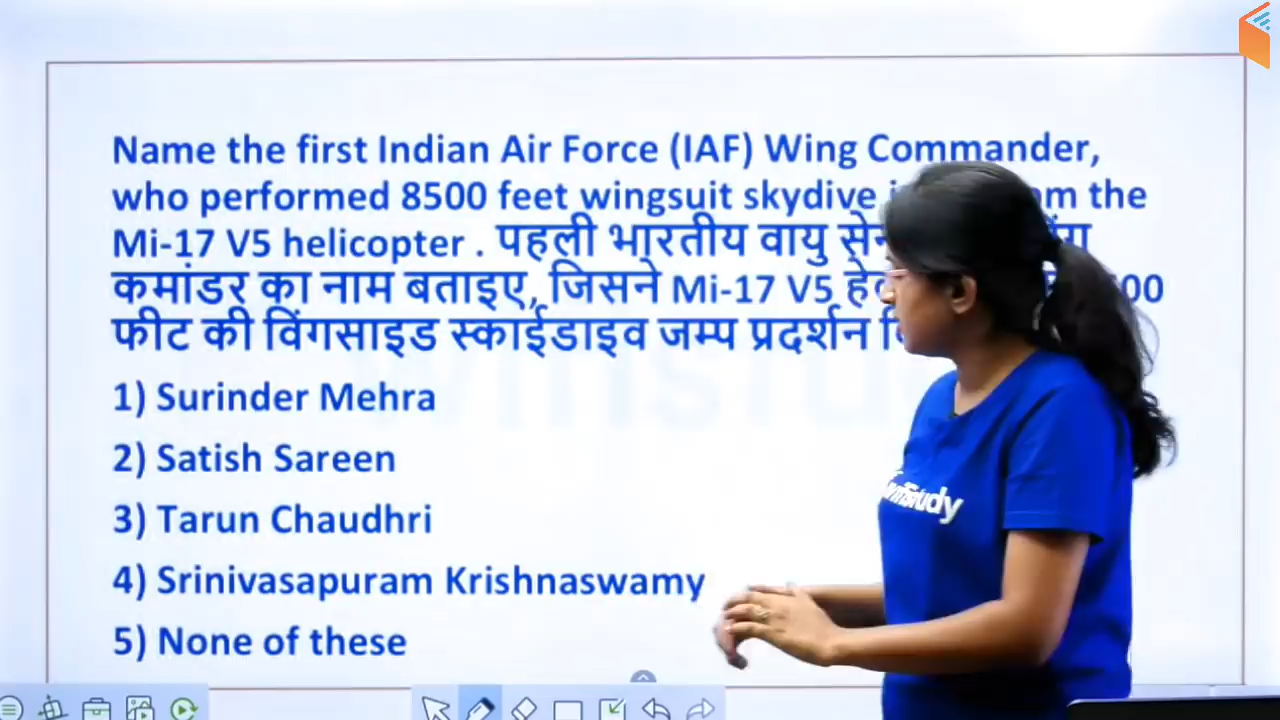 Name the first Indian Air Force (IAF) Wing Commander,
who performed 8500 feet wingsuit skydive the
Mi-17 V5 helicopter . पहली भारतीय वायु
कमांडर का नाम बताइए, जिसने Mi-17 V5
फीट की विंगसाइड स्काईडाइव जम्प प्रदर्शन
1) Surinder Mehra
2) Satish Sareen
3) Tarun Chaudhri
4) Srinivasapuram Krishnaswamy
5) None of these